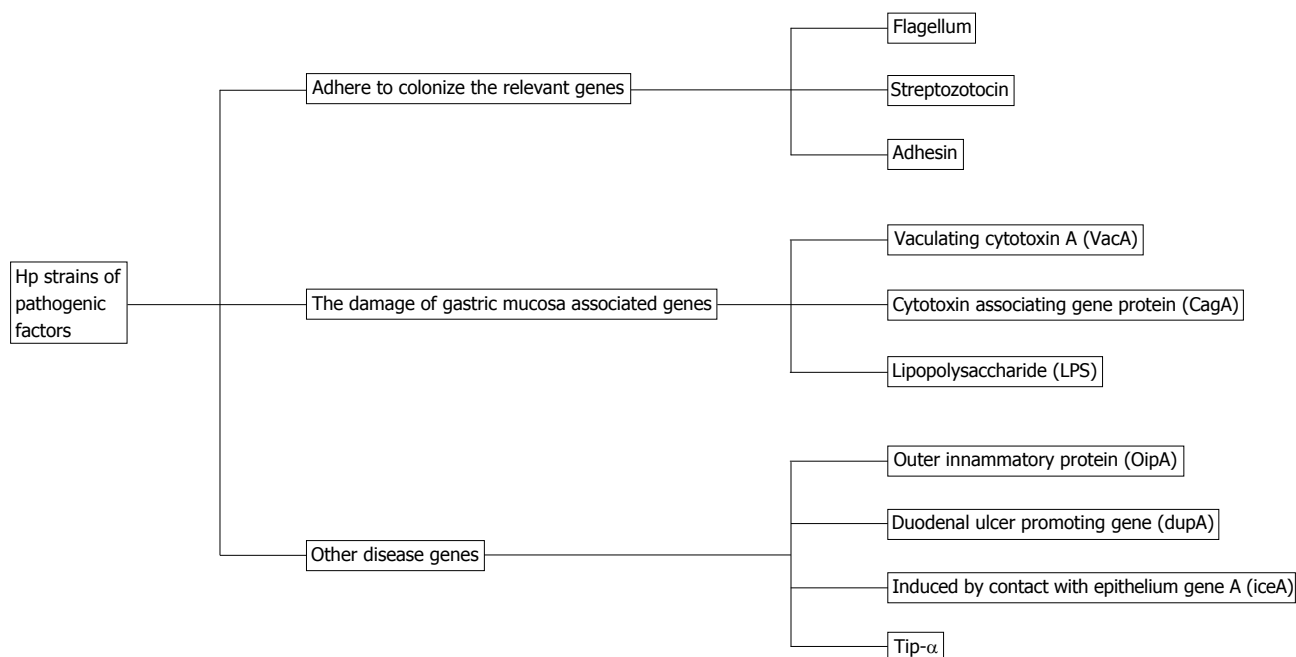 Flagellum
Adhere to colonize the relevant genes
Streptozotocin
Adhesin
Vaculating cytotoxin A (VacA)
Hp strains of
pathogenic
factors
The damage of gastric mucosa associated genes
Cytotoxin associating gene protein (CagA)
Lipopolysaccharide (LPS)
Outer innammatory protein (OipA)
Duodenal ulcer promoting gene (dupA)
Other disease genes
Induced by contact with epithelium gene A (iceA)
Tip-α